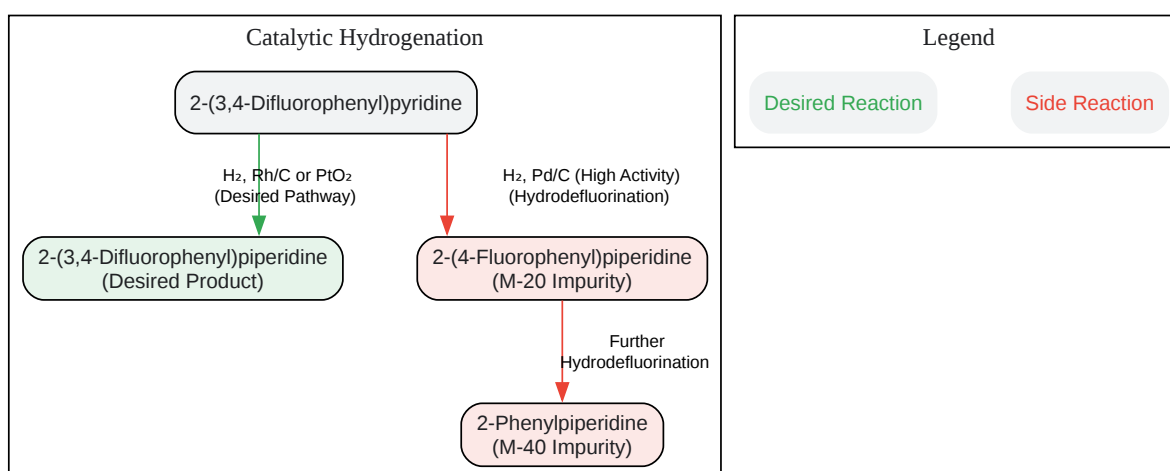 Catalytic Hydrogenation
2-(3,4-Difluorophenyl)pyridine
H₂, Rh/C or PtO₂
(Desired Pathway)
H₂, Pd/C (High Activity)
(Hydrodefluorination)
2-(3,4-Difluorophenyl)piperidine
(Desired Product)
2-(4-Fluorophenyl)piperidine
(M-20 Impurity)
Further
Hydrodefluorination
2-Phenylpiperidine
(M-40 Impurity)
Legend
Desired Reaction
Side Reaction